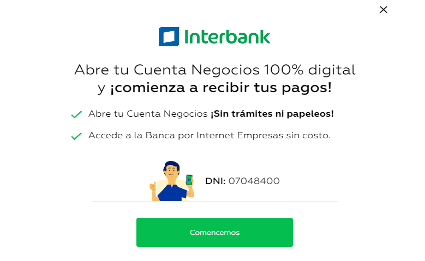 Interbank
Abre tu Cuenta Negocios 100% digital
y ¡comienza a recibir tus pagos!
Abre tu Cuenta Negocios ¡Sin trámites ni papeleos!
Accede a la Banca por Internet Empresas sin costo.
DNI: 07048400
Comencemos